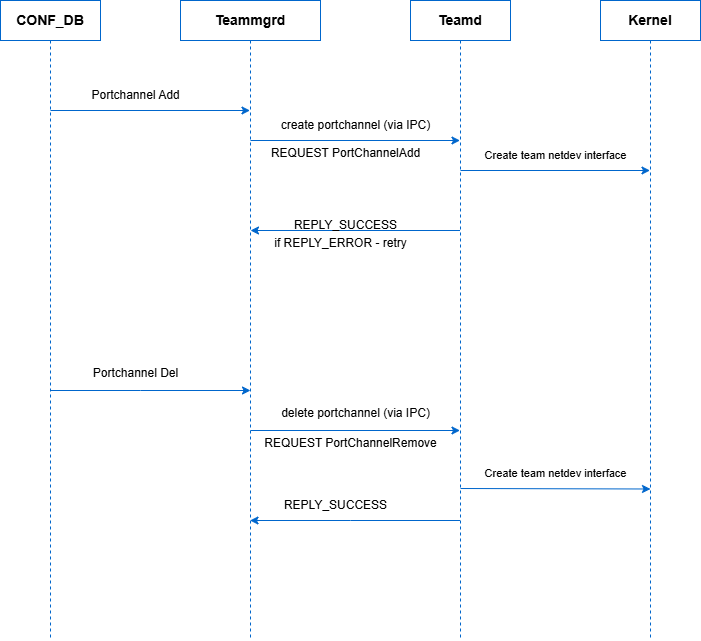 CONF_DB
Teammgrd
Teamd
Kernel
Portchannel Add
create portchannel (via IPC)
REQUEST PortChannelAdd
Create team netdev interface
REPLY_SUCCESS
if REPLY_ERROR - retry
Portchannel Del
delete portchannel (via IPC)
REQUEST PortChannelRemove
Create team netdev interface
REPLY_SUCCESS